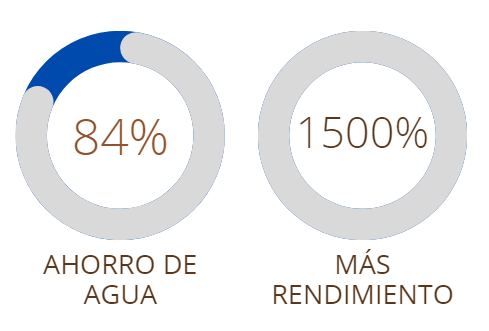 84%
AHORRO DE
AGUA
1500%
MÁS
RENDIMIENTO